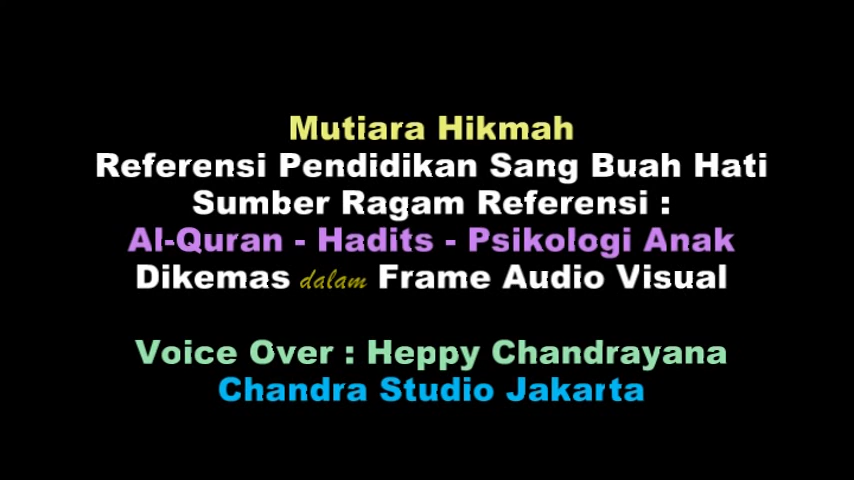 Mutiara Hikmah
Referensi Pendidikan Sang Buah Hati
Sumber Ragam Referensi :
Al-Quran - Hadits - Psikologi Anak
Dikemas dalam Frame Audio Visual
Voice Over : Heppy Chandrayana
Chandra Studio Jakarta